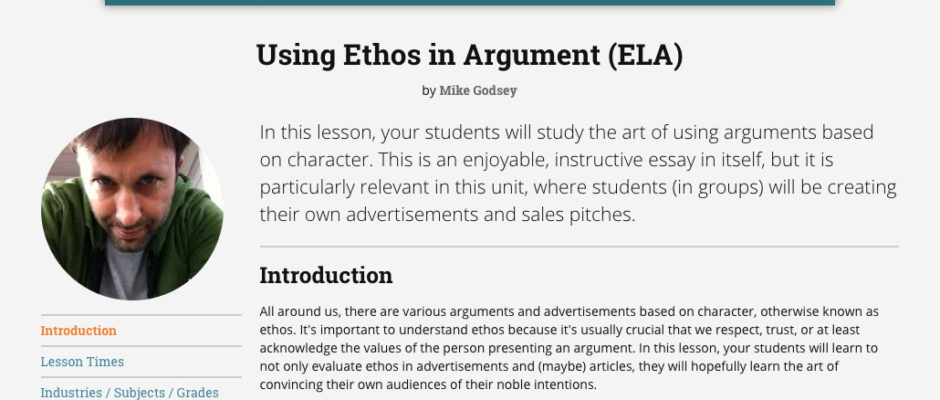 Using Ethos in Argument (ELA)
by Mike Godsey
In this lesson, your students will study the art of using arguments based
on character. This is an enjoyable, instructive essay in itself, but it is
particularly relevant in this unit, where students (in groups) will be creating
their own advertisements and sales pitches.
Introduction
Lesson Times
Industries / Subjects / Grades
Introduction
All around us, there are various arguments and advertisements based on character, otherwise known as
ethos. It's important to understand ethos because it's usually crucial that we respect, trust, or at least
acknowledge the values of the person presenting an argument. In this lesson, your students will learn to
not only evaluate ethos in advertisements and (maybe) articles, they will hopefully learn the art of
convincing their own audiences of their noble intentions.